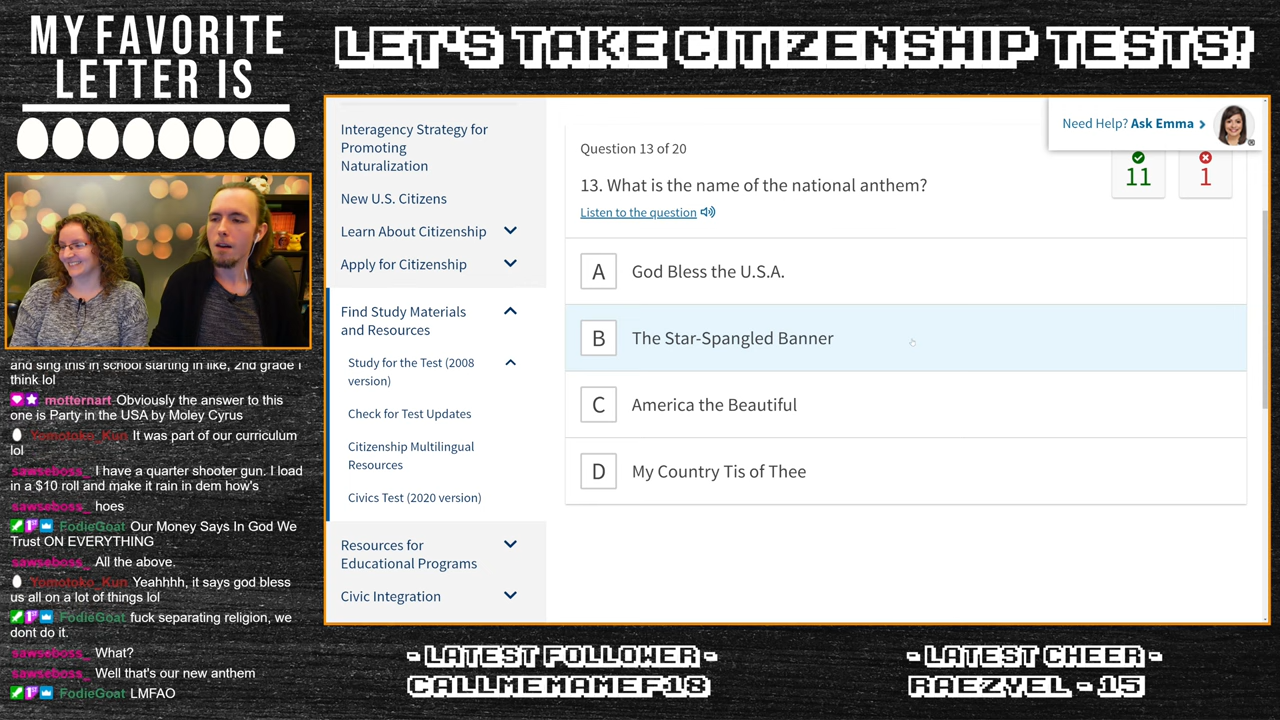 MY FAVORITE
LETTER IS
LET'S TAKE CITIZENSHIP TESTS!
and sing this in school starting in like, 2nd grade I
think lol
motternart Obviously the answer to this
one is Party in the USA by Moley Cyrus
Yomotoko_Kun It was part of our curriculum
lol
sawseboss_ I have a quarter shooter gun. I load
in a $10 roll and make it rain in dem how's
sawseboss_ hoes
FodieGoat Our Money Says In God We
Trust ON EVERYTHING
sawseboss_ All the above.
Yomotoko_Kun Yeahhhh, it says god bless
us all on a lot of things lol
FodieGoat fuck separating religion, we
dont do it.
sawseboss_ What?
sawseboss_ Well that's our new anthem
FodieGoat LMFAO
Interagency Strategy for
Promoting
Naturalization
New U.S. Citizens
Learn About Citizenship
Apply for Citizenship
Find Study Materials
and Resources
Study for the Test (2008
version)
Check for Test Updates
Citizenship Multilingual
Resources
Civics Test (2020 version)
Resources for
Educational Programs
Civic Integration
Need Help? Ask Emma
Question 13 of 20
11
1
13. What is the name of the national anthem?
Listen to the question
A God Bless the U.S.A.
B The Star-Spangled Banner
C America the Beautiful
D My Country Tis of Thee
- LATEST FOLLOWER -
CALLMEMAMEF18
- LATEST CHEER -
RAEZYEL - 15